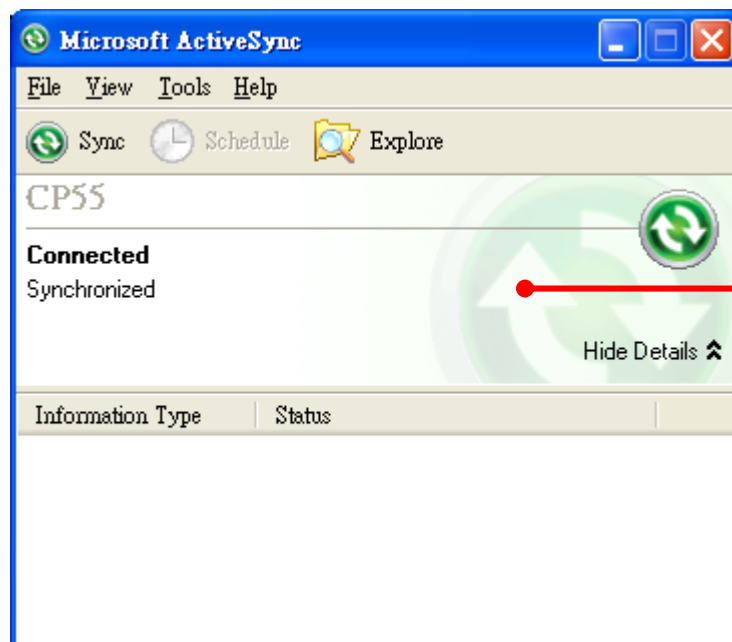 Microsoft ActiveSync
File View Tools Help
Sync Schedule Explore
CP55
Connected
Synchronized
Hide Details
Information Type Status